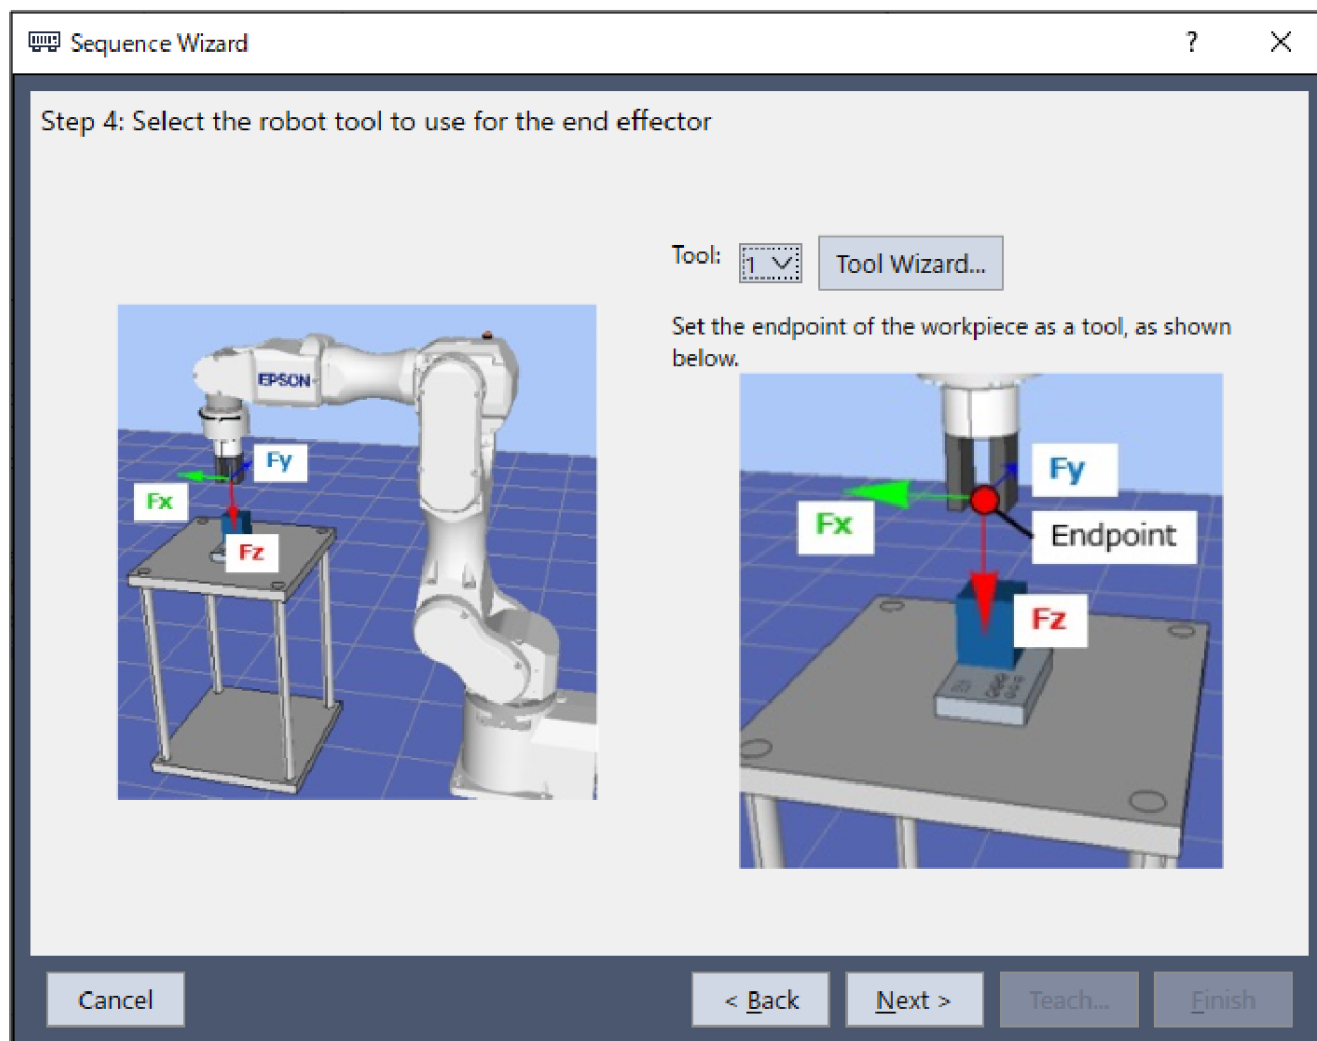 Sequence Wizard
?
Step 4: Select the robot tool to use for the end effector
Tool:
1
Tool Wizard...
Set the endpoint of the workpiece as a tool, as shown
below.
EPSON
Fy
Fx
Fz
Fy
Fx
Endpoint
Fz
Cancel
< Back
Next >
Teach...
Finish